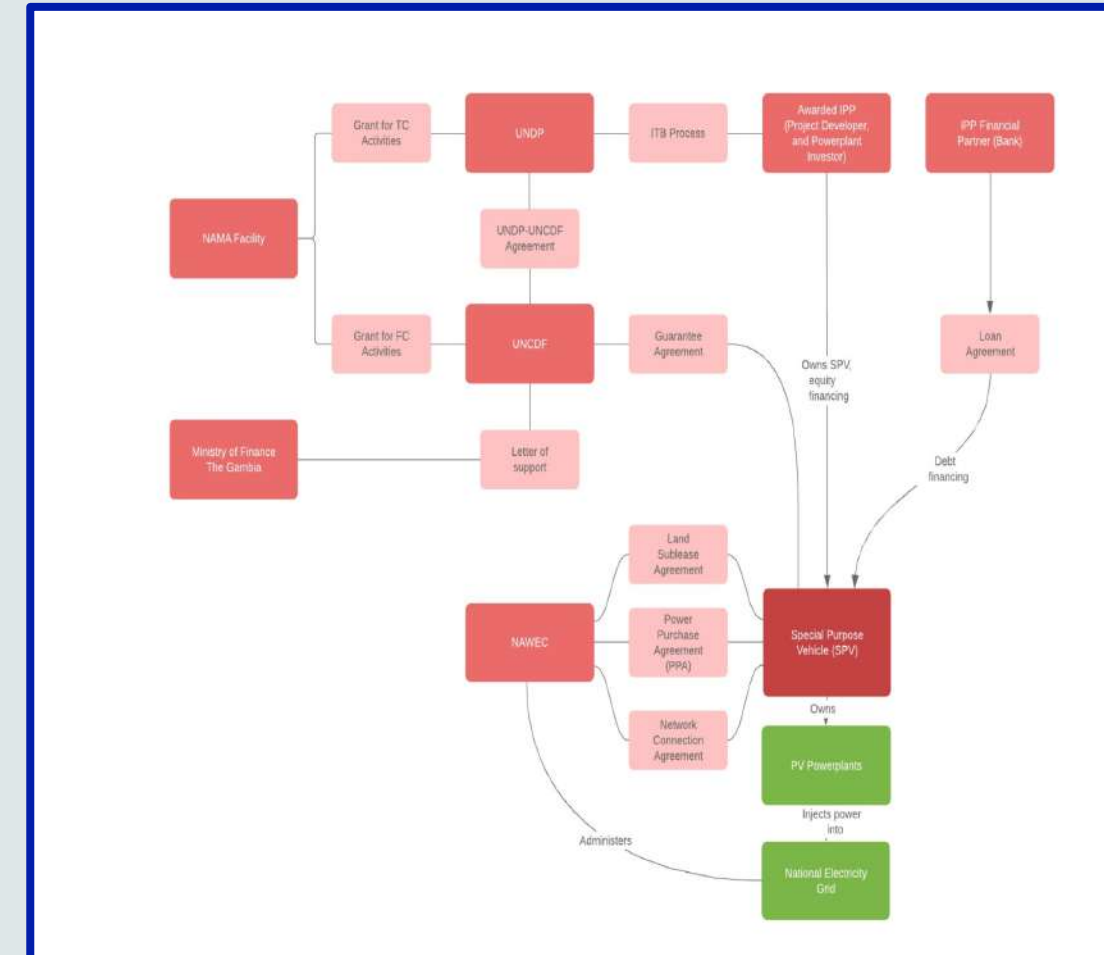 Grant for TC
Activities
UNDP
ITB Process
Awarded IPP
(Project Developer,
and Powerplant
Investor)
IPP Financial
Partner (Bank)
NAMA Facility
UNDP-UNCDF
Agreement
Grant for FC
Activities
UNCDF
Guarantee
Agreement
Loan
Agreement
Owns SPV,
equity
financing
Ministry of Finance
The Gambia
Letter of
support
Debt
financing
Land
Sublease
Agreement
NAWEC
Power
Purchase
Agreement
(PPA)
Special Purpose
Vehicle (SPV)
Network
Connection
Agreement
Owns
PV Powerplants
Injects power
into
Administers
National Electricity
Grid